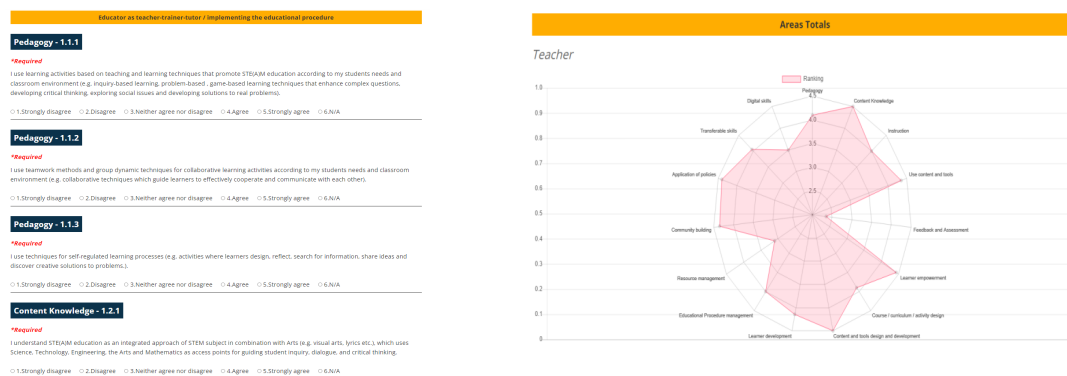 Educator as teacher-trainer-tutor / implementing the educational procedure
Pedagogy - 1.1.1
*Required
I use learning activities based on teaching and learning techniques that promote STE(A)M education according to my students needs and
classroom environment (e.g. inquiry-based learning, problem-based , game-based learning techniques that enhance complex questions,
developing critical thinking, exploring social issues and developing solutions to real problems).
1.Strongly disagree 2.Disagree 3.Neither agree nor disagree 4.Agree 5.Strongly agree 6.N/A
Pedagogy - 1.1.2
*Required
I use teamwork methods and group dynamic techniques for collaborative learning activities according to my students needs and classroom
environment (e.g. collaborative techniques which guide learners to effectively cooperate and communicate with each other).
1.Strongly disagree 2.Disagree 3.Neither agree nor disagree 4.Agree 5.Strongly agree 6.N/A
Pedagogy - 1.1.3
*Required
I use techniques for self-regulated learning processes (e.g. activities where learners design, reflect, search for information, share ideas and
discover creative solutions to problems.).
1.Strongly disagree 2.Disagree 3.Neither agree nor disagree 4.Agree 5.Strongly agree 6.N/A
Content Knowledge - 1.2.1
*Required
I understand STE(A)M education as an integrated approach of STEM subject in combination with Arts (e.g. visual arts, lyrics etc.), which uses
Science, Technology, Engineering, the Arts and Mathematics as access points for guiding student inquiry, dialogue, and critical thinking.
1.Strongly disagree 2.Disagree 3.Neither agree nor disagree 4.Agree 5.Strongly agree 6.N/A
Areas Totals
Teacher
Ranking
1.0
0.9
0.8
0.7
0.6
0.5
0.4
0.3
0.2
0.1
0
Pedagogy
Content Knowledge
Instruction
Use content and tools
Feedback and Assessment
Learner empowerment
Course / curriculum / activity design
Content and tools design and development
Learner development
Educational Procedure management
Resource management
Community building
Application of policies
Transferable skills
Digital skills
4.5
4.0
3.5
3.0
2.5